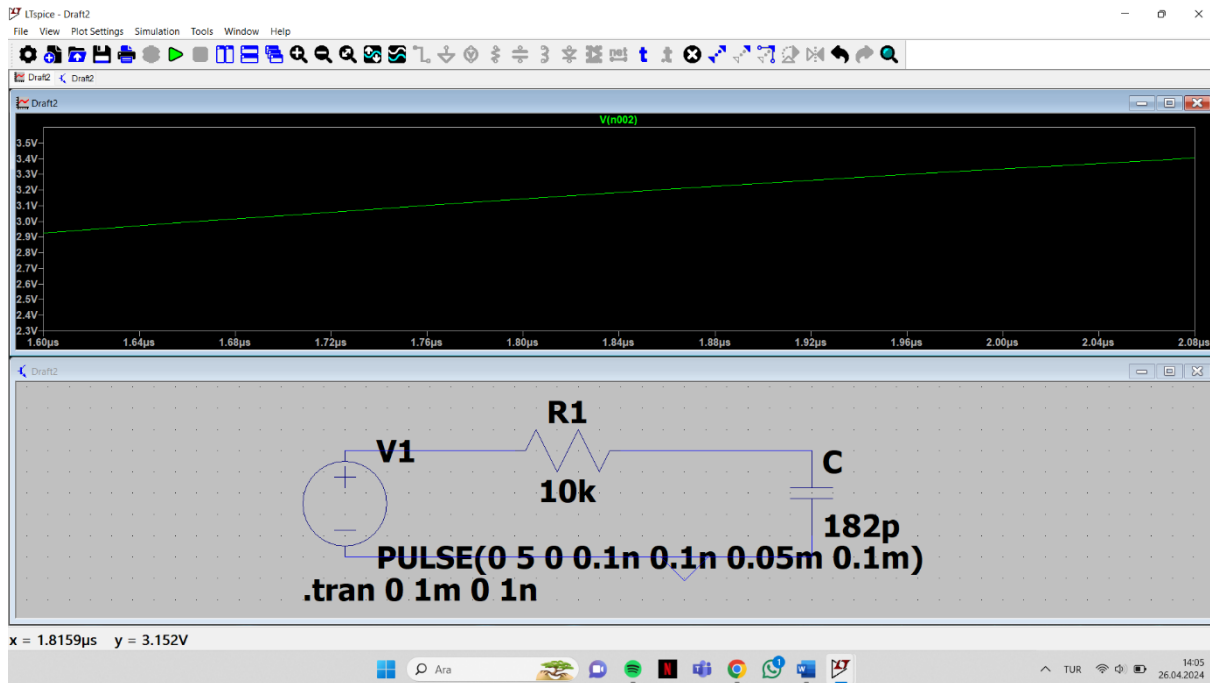 LTspice - Draft2
File View Plot Settings Simulation Tools Window Help
Draft2 Draft2
Draft2
V(n002)
3.5V
3.4V
3.3V
3.2V
3.1V
3.0V
2.9V
2.8V
2.7V
2.6V
2.5V
2.4V
2.3V
1.60µs 1.64µs 1.68µs 1.72µs 1.76µs 1.80µs 1.84µs 1.88µs 1.92µs 1.96µs 2.00µs 2.04µs 2.08µs
Draft2
R1
V1
C
10k
182p
PULSE(0 5 0 0.1n 0.1n 0.05m 0.1m)
.tran 0 1m 0 1n
x = 1.8159µs y = 3.152V
Ara
TUR
14:05
26.04.2024